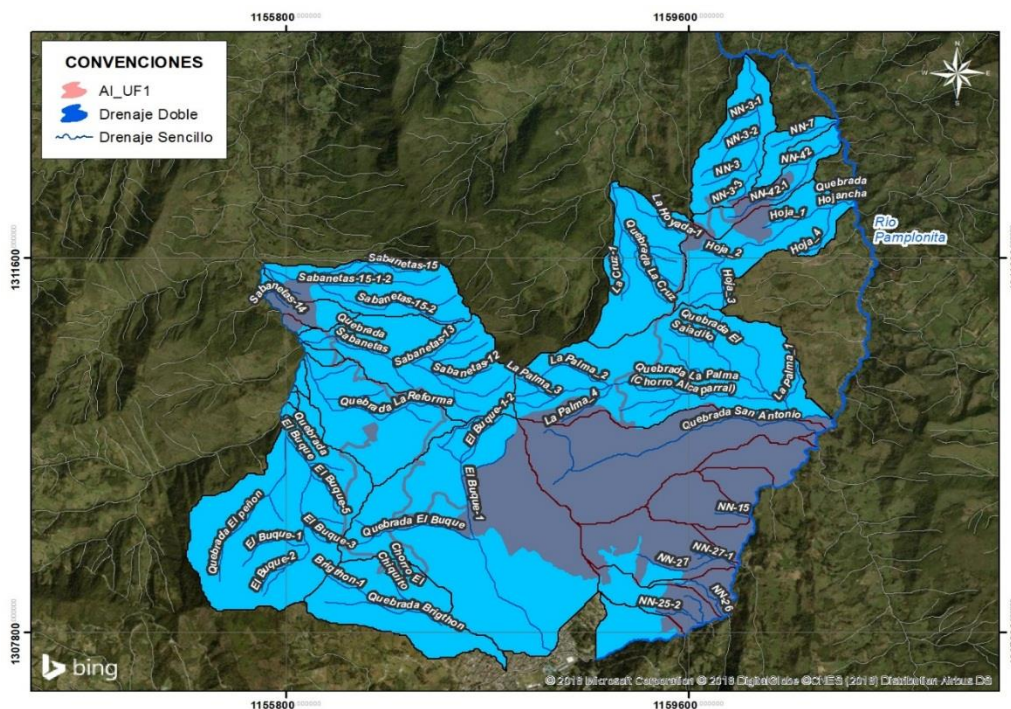 1155800
1159600
CONVENCIONES
AI_UF1
Drenaje Doble
Drenaje Sencillo
N
W
E
S
NN-3-1
NN-3-2
NN-7
NN-3
NN-42
NN-3-3
NN-42-1
Quebrada
Hojancha
La Hoyada-1
Hoja_1
Río
Pamplonita
Hoja_2
Hoja_4
1311600
1311600
La Cruz-1
Quebrada La Cruz
Hoja_3
Sabanetas-15
Sabanetas-15-1-2
Sabanetas-14
Sabanetas-15-2
Quebrada
Sabanetas
Sabanetas-13
Sabanetas-12
Quebrada El
Saladilo
La Palma_2
La Palma_3
Quebrada La Palma
(Chorro Alcaparral)
La Palma_1
La Palma_4
Quebrada La Reforma
El Buque-1-2
Quebrada San Antonio
Quebrada
El Buque
El Buque-5
El Buque-1
NN-15
Quebrada El peñon
El Buque-1
El Buque-3
Quebrada El Buque
El Buque-2
Chorro El
Chiquito
Brigthon-1
Quebrada Brigthon
NN-27-1
NN-27
NN-25-2
NN-26
1307800
bing
© 2018 Microsoft Corporation © 2018 DigitalGlobe ©CNES (2018) Distribution Airbus DS
1155800
1159600